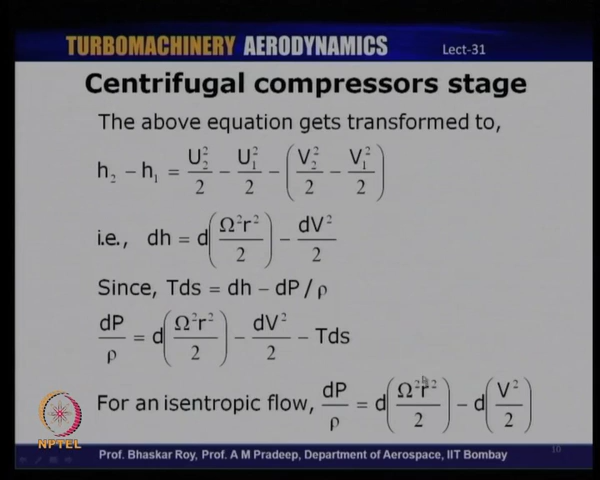 TURBOMACHINERY AERODYNAMICS Lect-31
Centrifugal compressors stage
The above equation gets transformed to,
h₂ − h₁ = U₂²/2 − U₁²/2 − (V₂²/2 − V₁²/2)
i.e., dh = d(Ω²r²/2) − dV²/2
Since, Tds = dh − dP/ρ
dP/ρ = d(Ω²r²/2) − dV²/2 − Tds
For an isentropic flow, dP/ρ = d(Ω²r²/2) − d(V²/2)
NPTEL
Prof. Bhaskar Roy, Prof. A M Pradeep, Department of Aerospace, IIT Bombay
10